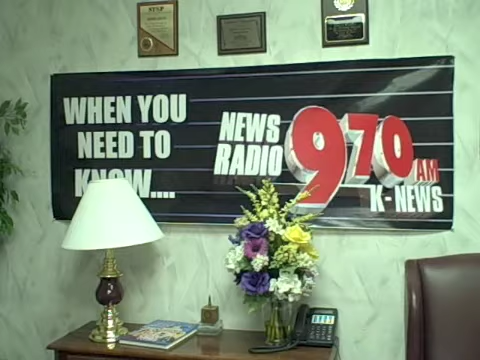 WHEN YOU
NEED TO
KNOW....
NEWS
RADIO
970
AM
K-NEWS